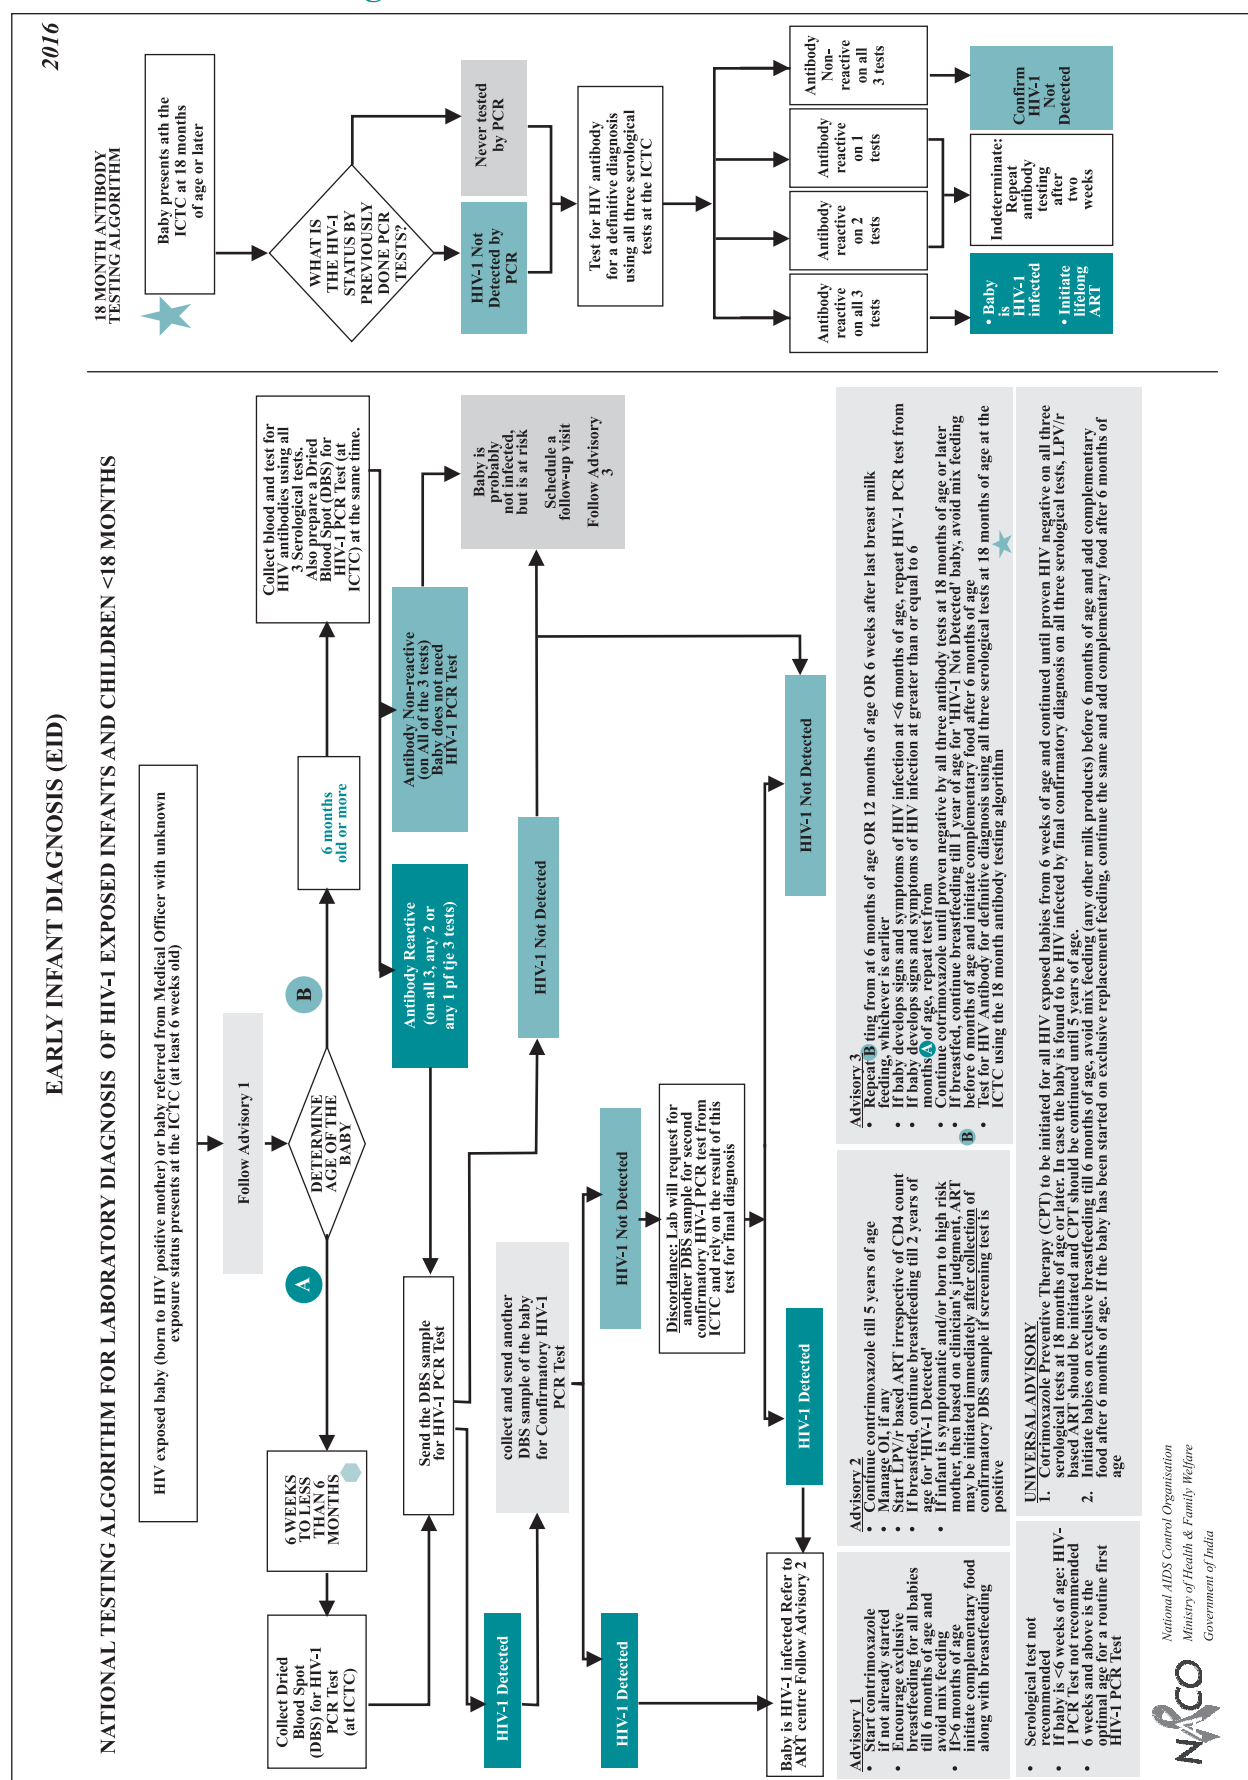 2016
EARLY INFANT DIAGNOSIS (EID)
NATIONAL TESTING ALGORITHM FOR LABORATORY DIAGNOSIS OF HIV-1 EXPOSED INFANTS AND CHILDREN <18 MONTHS
HIV exposed baby (born to HIV positive mother) or baby referred from Medical Officer with unknown
exposure status presents at the ICTC (at least 6 weeks old)
Follow Advisory 1
DETERMINE
AGE OF THE
BABY
A
B
6 WEEKS
TO LESS
THAN 6
MONTHS
6 months
old or more
Collect Dried
Blood Spot
(DBS) for HIV-1
PCR Test
(at ICTC)
Collect blood and test for
HIV antibodies using all
3 Serological tests.
Also prepare a Dried
Blood Spot (DBS) for
HIV-1 PCR Test (at
ICTC) at the same time.
Antibody Reactive
(on all 3, any 2 or
any 1 pf tje 3 tests)
Antibody Non-reactive
(on All of the 3 tests)
Baby does not need
HIV-1 PCR Test
Send the DBS sample
for HIV-1 PCR Test
Baby is
probably
not infected,
but is at risk
Schedule a
follow-up visit
Follow Advisory
3
HIV-1 Detected
collect and send another
DBS sample of the baby
for Confirmatory HIV-1
PCR Test
HIV-1 Not Detected
HIV-1 Detected
HIV-1 Not Detected
Discordance: Lab will request for
another DBS sample for second
confirmatory HIV-1 PCR test from
ICTC and rely on the result of this
test for final diagnosis
HIV-1 Detected
HIV-1 Not Detected
Baby is HIV-1 infected Refer to
ART centre Follow Advisory 2
Advisory 1
• Start contrimoxazole
if not already started
• Encourage exclusive
breastfeeding for all babies
till 6 months of age and
avoid mix feeding
• If>6 months of age
initiate complementary food
along with breastfeeding
Advisory 2
• Continue contrimoxazole till 5 years of age
• Manage OI, if any
• Start LPV/r based ART irrespective of CD4 count
• If breastfed, continue breastfeeding till 2 years of
age for 'HIV-1 Detected'
• If infant is symptomatic and/or born to high risk
mother, then based on clinician's judgment, ART
may be initiated immediately after collection of
confirmatory DBS sample if screening test is
positive
Advisory 3
• Repeat B ting from at 6 months of age OR 12 months of age OR 6 weeks after last breast milk
feeding, whichever is earlier
• If baby develops signs and symptoms of HIV infection at <6 months of age, repeat HIV-1 PCR test from
• If baby develops signs and symptoms of HIV infection at greater than or equal to 6
months A of age, repeat test from
• Continue cotrimoxazole until proven negative by all three antibody tests at 18 months of age or later
• If breastfed, continue breastfeeding till 1 year of age for 'HIV-1 Not Detected' baby, avoid mix feeding
B before 6 months of age and initiate complementary food after 6 months of age
• Test for HIV Antibody for definitive diagnosis using all three serological tests at 18 months of age at the
ICTC using the 18 month antibody testing algorithm
• Serological test not
recommended
• If baby is <6 weeks of age: HIV-
1 PCR Test not recommended
• 6 weeks and above is the
optimal age for a routine first
HIV-1 PCR Test
UNIVERSAL ADVISORY
1. Cotrimoxazole Preventive Therapy (CPT) to be initiated for all HIV exposed babies from 6 weeks of age and continued until proven HIV negative on all three
serological tests at 18 months of age or later. In case the baby is found to be HIV infected by final confirmatory diagnosis on all three serological tests, LPV/r
based ART should be initiated and CPT should be continued until 5 years of age.
2. Initiate babies on exclusive breastfeeding till 6 months of age, avoid mix feeding (any other milk products) before 6 months of age and add complementary
food after 6 months of age. If the baby has been started on exclusive replacement feeding, continue the same and add complementary food after 6 months of
age
18 MONTH ANTIBODY
TESTING ALGORITHM
Baby presents ath the
ICTC at 18 months
of age or later
WHAT IS
THE HIV-1
STATUS BY
PREVIOUSLY
DONE PCR
TESTS?
HIV-1 Not
Detected by
PCR
Never tested
by PCR
Test for HIV antibody
for a definitive diagnosis
using all three serological
tests at the ICTC
Antibody
reactive
on all 3
tests
Antibody
reactive
on 2
tests
Antibody
reactive
on 1
tests
Antibody
Non-
reactive
on all
3 tests
• Baby
is
HIV-1
infected
• Initiate
lifelong
ART
Indeterminate:
Repeat
antibody
testing
after
two
weeks
Confirm
HIV-1
Not
Detected
NACO
National AIDS Control Organisation
Ministry of Health & Family Welfare
Government of India